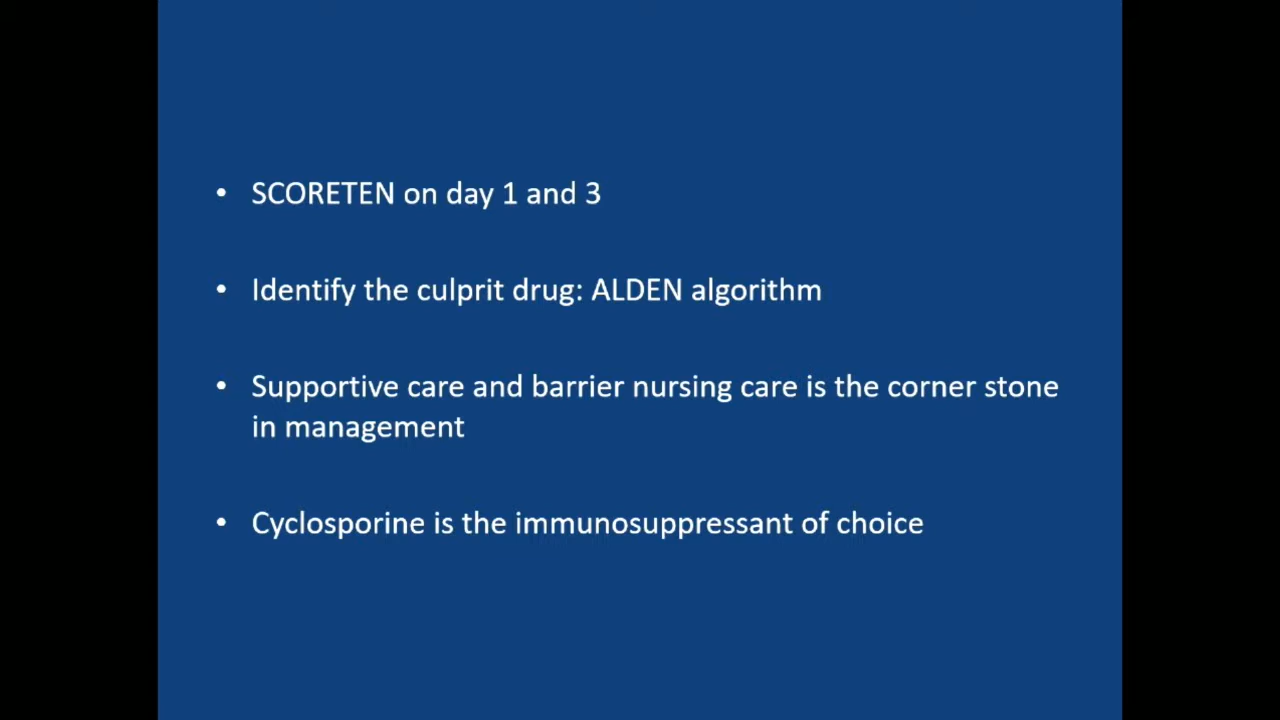 • SCORETEN on day 1 and 3
• Identify the culprit drug: ALDEN algorithm
• Supportive care and barrier nursing care is the corner stone
in management
• Cyclosporine is the immunosuppressant of choice